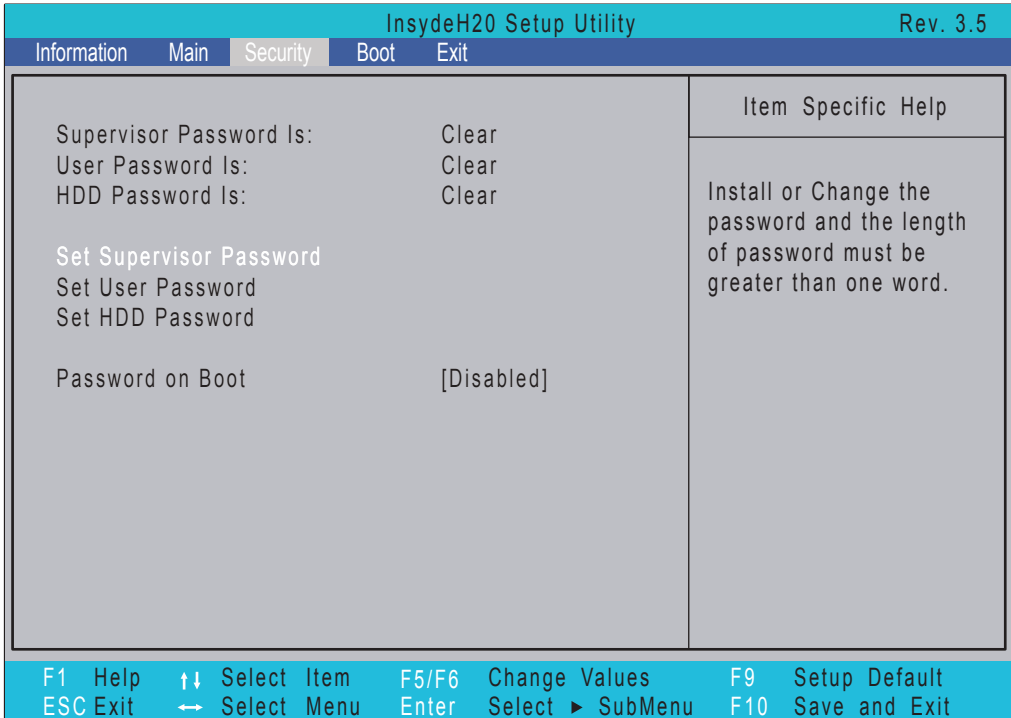 InsydeH20 Setup Utility Rev. 3.5
Information Main Security Boot Exit
Item Specific Help
Supervisor Password Is: Clear
User Password Is: Clear
HDD Password Is: Clear
Install or Change the
password and the length
of password must be
greater than one word.
Set Supervisor Password
Set User Password
Set HDD Password
Password on Boot [Disabled]
F1 Help ↑↓ Select Item F5/F6 Change Values F9 Setup Default
ESC Exit ↔ Select Menu Enter Select ► SubMenu F10 Save and Exit